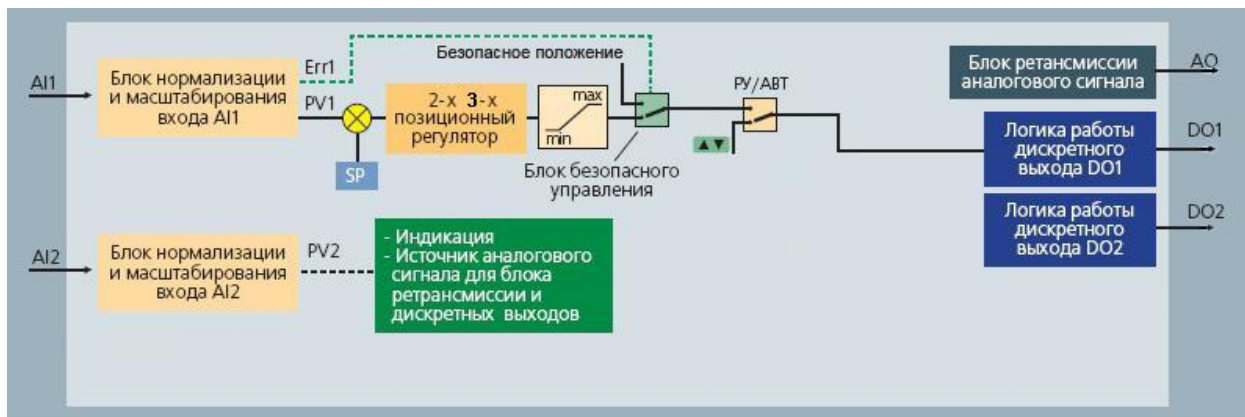 AI1
Блок нормализации
и масштабирования
входа AI1
Err1
PV1
SP
2-х 3-х
позиционный
регулятор
max
min
Безопасное положение
Блок безопасного
управления
РУ/АВТ
▲▼
Блок ретансмиссии
аналогового сигнала
AO
Логика работы
дискретного
выхода DO1
DO1
Логика работы
дискретного
выхода DO2
DO2
AI2
Блок нормализации
и масштабирования
входа AI2
PV2
- Индикация
- Источник аналогового
сигнала для блока
ретрансмиссии и
дискретных выходов